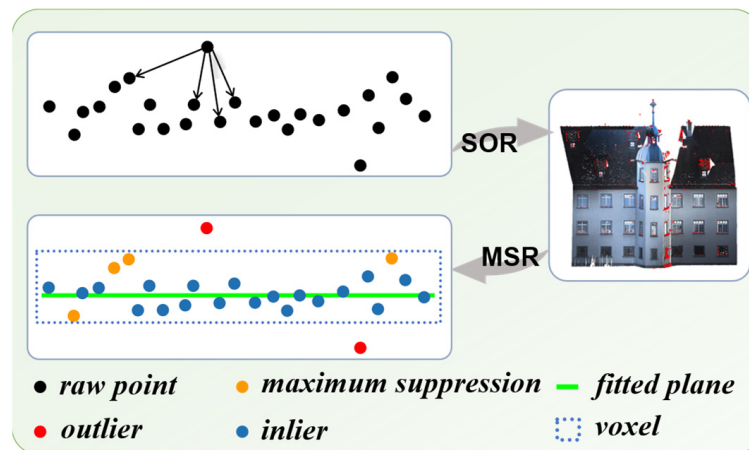 SOR
MSR
raw point
maximum suppression
fitted plane
outlier
inlier
voxel